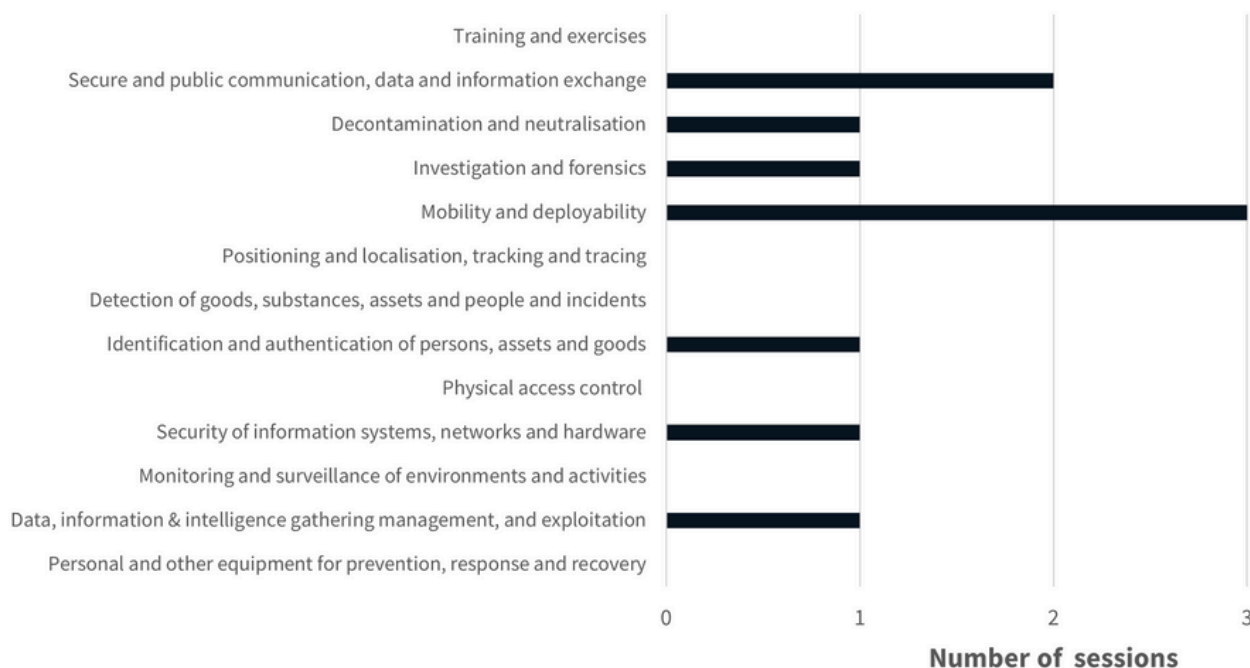 Training and exercises
Secure and public communication, data and information exchange
Decontamination and neutralisation
Investigation and forensics
Mobility and deployability
Positioning and localisation, tracking and tracing
Detection of goods, substances, assets and people and incidents
Identification and authentication of persons, assets and goods
Physical access control
Security of information systems, networks and hardware
Monitoring and surveillance of environments and activities
Data, information & intelligence gathering management, and exploitation
Personal and other equipment for prevention, response and recovery
0 1 2 3
Number of sessions